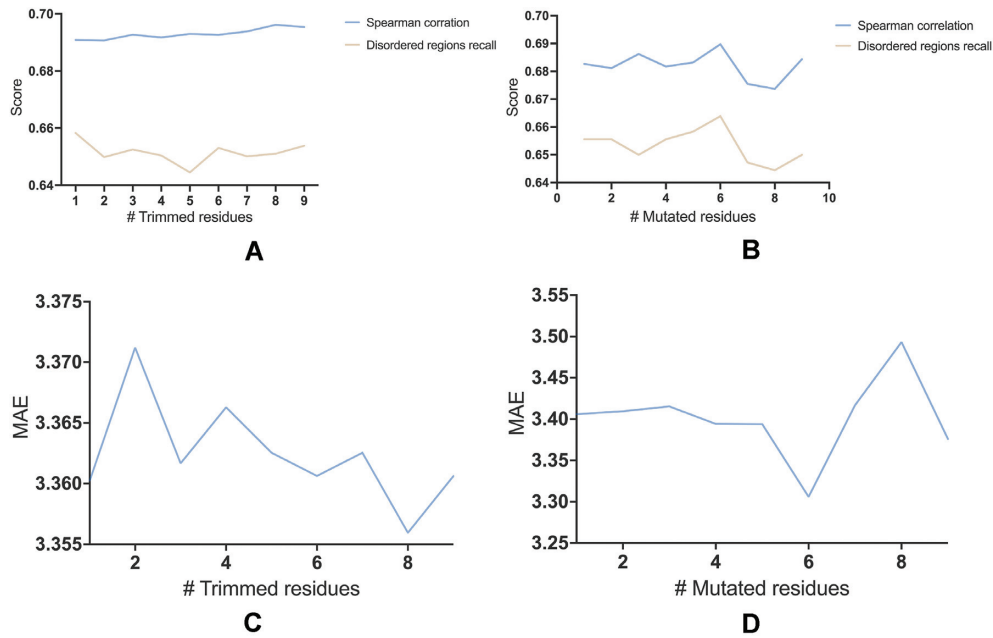 0.70
0.68
0.66
0.64
Score
1 2 3 4 5 6 7 8 9
# Trimmed residues
Spearman corration
Disordered regions recall
A
0.70
0.69
0.68
0.67
0.66
0.65
0.64
Score
0 2 4 6 8 10
# Mutated residues
Spearman correlation
Disordered regions recall
B
3.375
3.370
3.365
3.360
3.355
MAE
2 4 6 8
# Trimmed residues
C
3.55
3.50
3.45
3.40
3.35
3.30
3.25
MAE
2 4 6 8
# Mutated residues
D